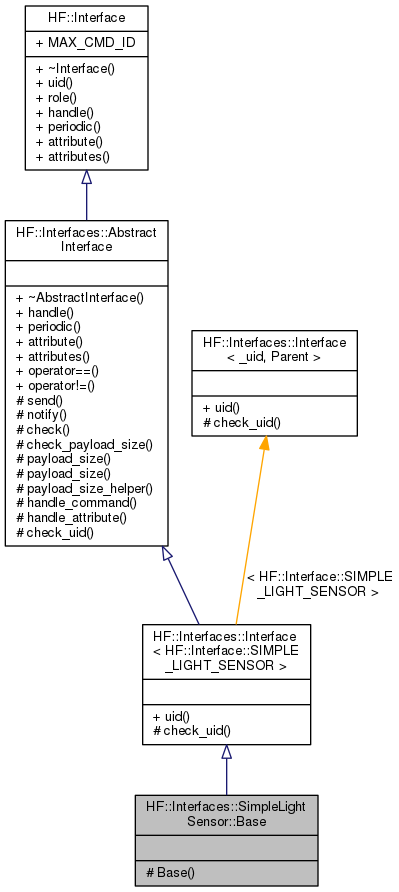 HF::Interface
+ MAX_CMD_ID
+ ~Interface()
+ uid()
+ role()
+ handle()
+ periodic()
+ attribute()
+ attributes()
HF::Interfaces::Abstract
Interface
+ ~AbstractInterface()
+ handle()
+ periodic()
+ attribute()
+ attributes()
+ operator==()
+ operator!=()
# send()
# notify()
# check()
# check_payload_size()
# payload_size()
# payload_size()
# payload_size_helper()
# handle_command()
# handle_attribute()
# check_uid()
HF::Interfaces::Interface
< _uid, Parent >
+ uid()
# check_uid()
< HF::Interface::SIMPLE
_LIGHT_SENSOR >
HF::Interfaces::Interface
< HF::Interface::SIMPLE
_LIGHT_SENSOR >
+ uid()
# check_uid()
HF::Interfaces::SimpleLight
Sensor::Base
# Base()